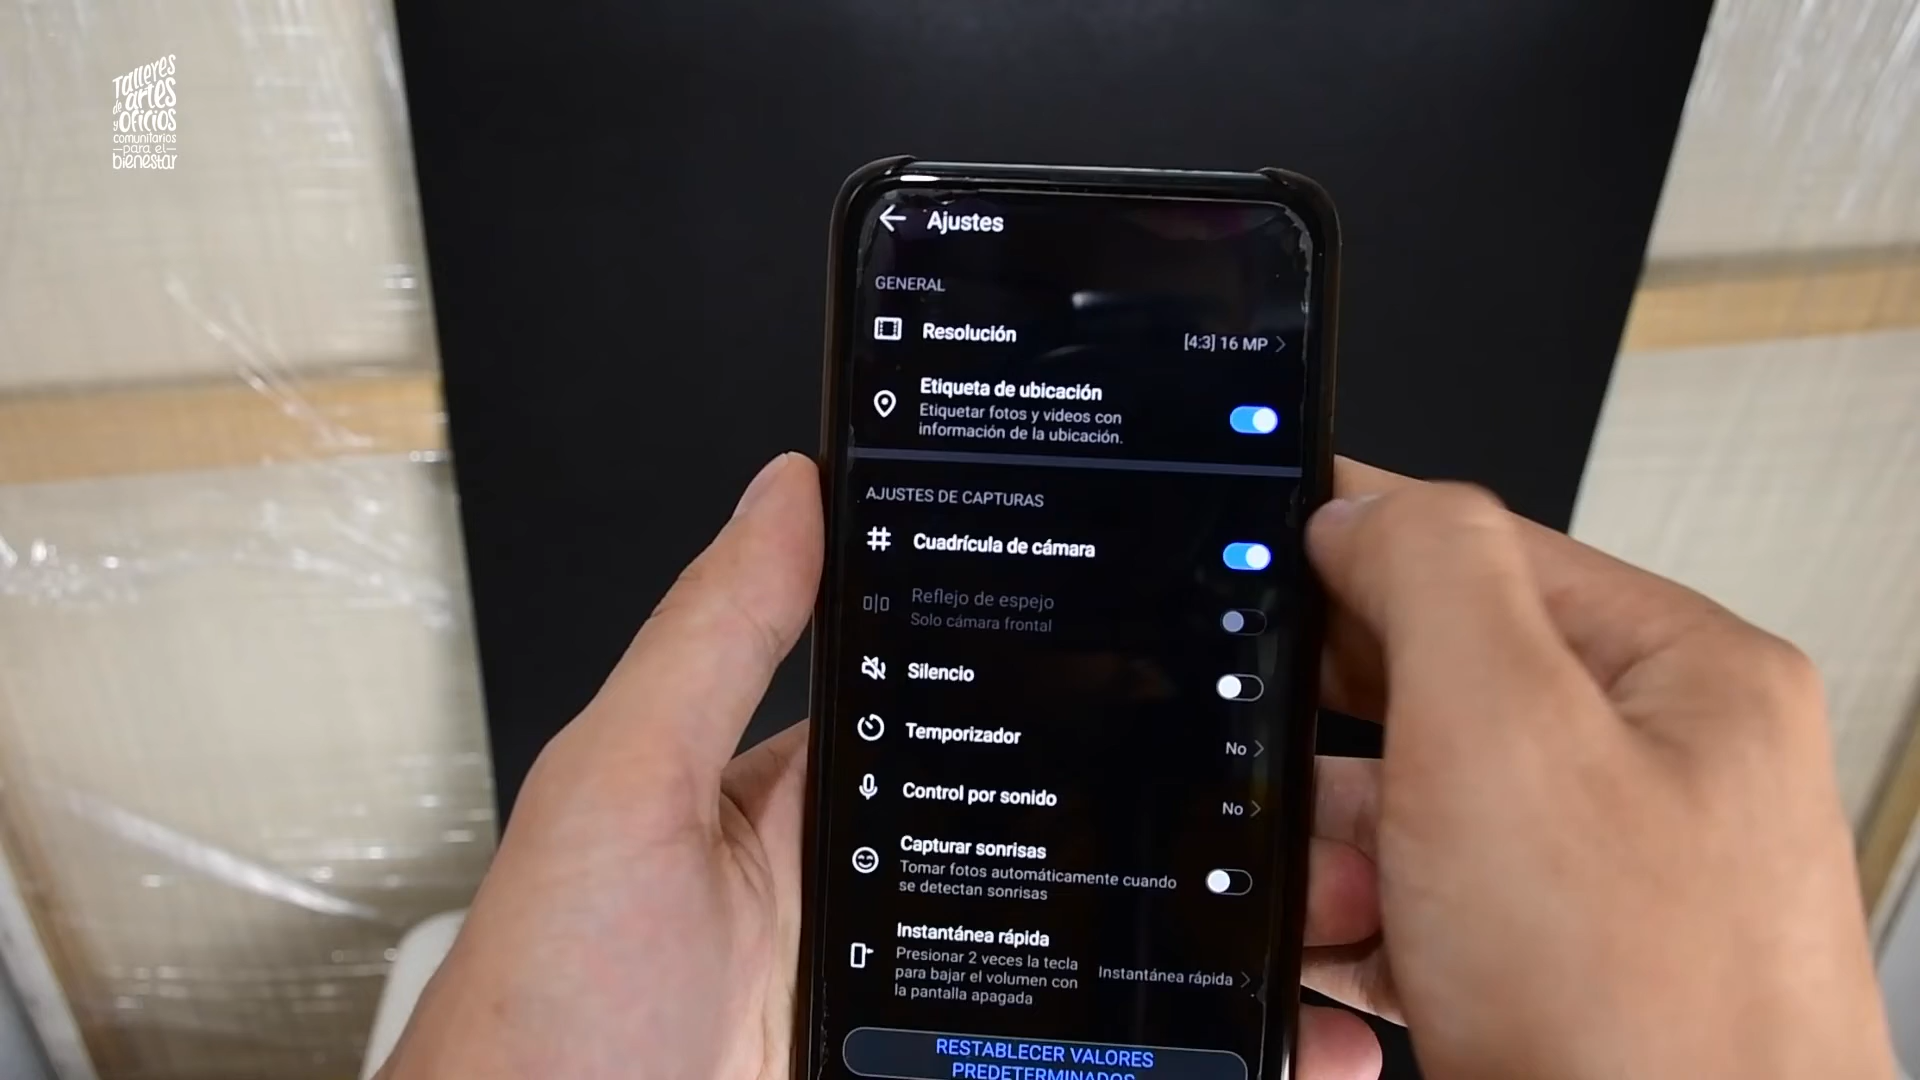 Talleres
de artes
y oficios
comunitarios
para el
bienestar
Ajustes
GENERAL
Resolución
[4:3] 16 MP
Etiqueta de ubicación
Etiquetar fotos y videos con
información de la ubicación.
AJUSTES DE CAPTURAS
Cuadrícula de cámara
Reflejo de espejo
Solo cámara frontal
Silencio
Temporizador
No
Control por sonido
No
Capturar sonrisas
Tomar fotos automáticamente cuando
se detectan sonrisas
Instantánea rápida
Presionar 2 veces la tecla
para bajar el volumen con
la pantalla apagada
Instantánea rápida
RESTABLECER VALORES
PREDETERMINADOS